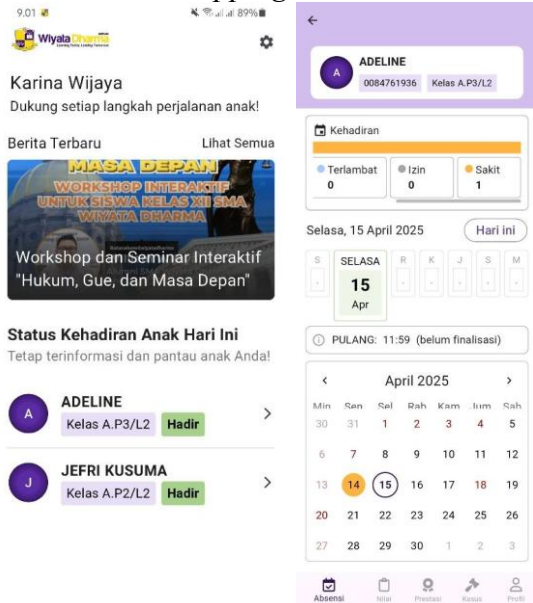 9.01
89%
Wiyata Dharma
Karina Wijaya
Dukung setiap langkah perjalanan anak!
Berita Terbaru
Lihat Semua
MASA DEPAN
WORKSHOP INTERAKTIF
UNTUK SISWA KELAS XII SMA
WIYATA DHARMA
Workshop dan Seminar Interaktif
"Hukum, Gue, dan Masa Depan"
Status Kehadiran Anak Hari Ini
Tetap terinformasi dan pantau anak Anda!
A
ADELINE
Kelas A.P3/L2
Hadir
J
JEFRI KUSUMA
Kelas A.P2/L2
Hadir
A
ADELINE
0084761936
Kelas A.P3/L2
Kehadiran
Terlambat
0
Izin
0
Sakit
1
Selasa, 15 April 2025
Hari ini
S SELASA R K J S M
- 15 - - - - -
Apr
PULANG: 11:59 (belum finalisasi)
April 2025
Min Sen Sel Rab Kam Jum Sab
30 31 1 2 3 4 5
6 7 8 9 10 11 12
13 14 15 16 17 18 19
20 21 22 23 24 25 26
27 28 29 30 1 2 3
Absensi
Nilai
Prestasi
Kasus
Profil